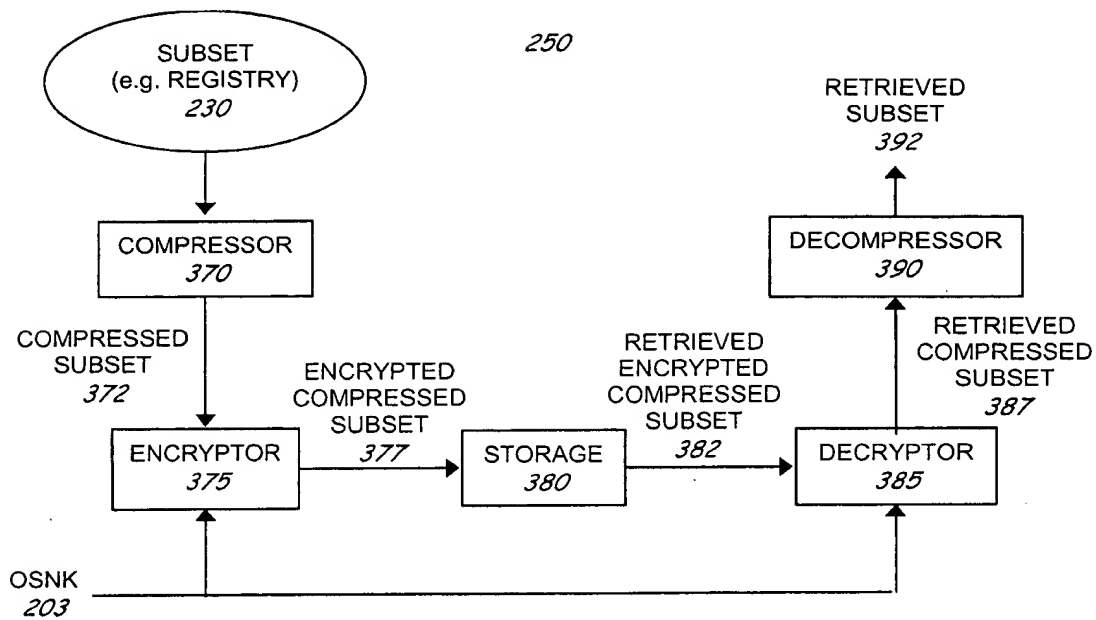 250
SUBSET
(e.g. REGISTRY)
230
RETRIEVED
SUBSET
392
COMPRESSOR
370
DECOMPRESSOR
390
COMPRESSED
SUBSET
372
ENCRYPTED
COMPRESSED
SUBSET
377
RETRIEVED
ENCRYPTED
COMPRESSED
SUBSET
382
RETRIEVED
COMPRESSED
SUBSET
387
ENCRYPTOR
375
STORAGE
380
DECRYPTOR
385
OSNK
203